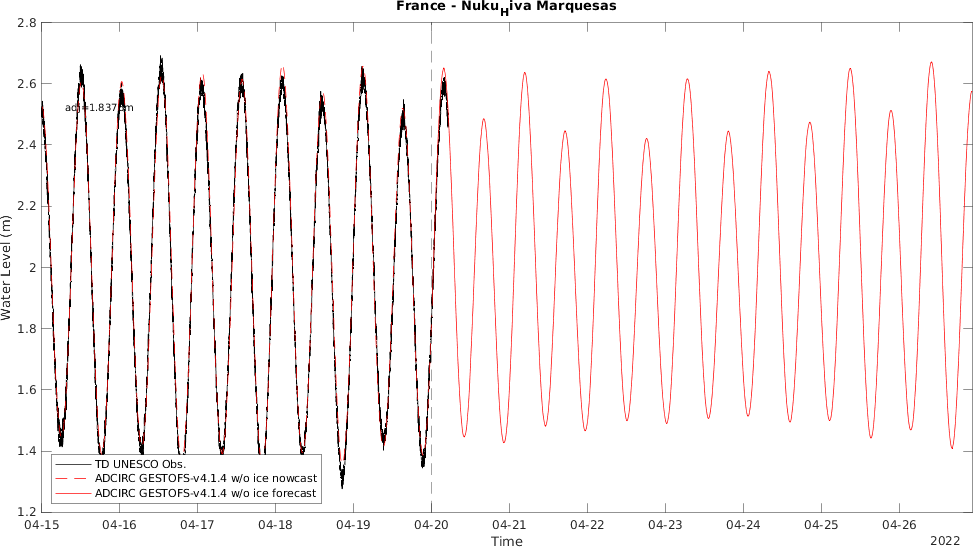 France - Nuku_Hiva Marquesas
2.8
2.6
2.4
2.2
2
1.8
1.6
1.4
1.2
Water Level (m)
TD UNESCO Obs.
ADCIRC GESTOFS-v4.1.4 w/o ice nowcast
ADCIRC GESTOFS-v4.1.4 w/o ice forecast
04-15 04-16 04-17 04-18 04-19 04-20 04-21 04-22 04-23 04-24 04-25 04-26
Time
2022